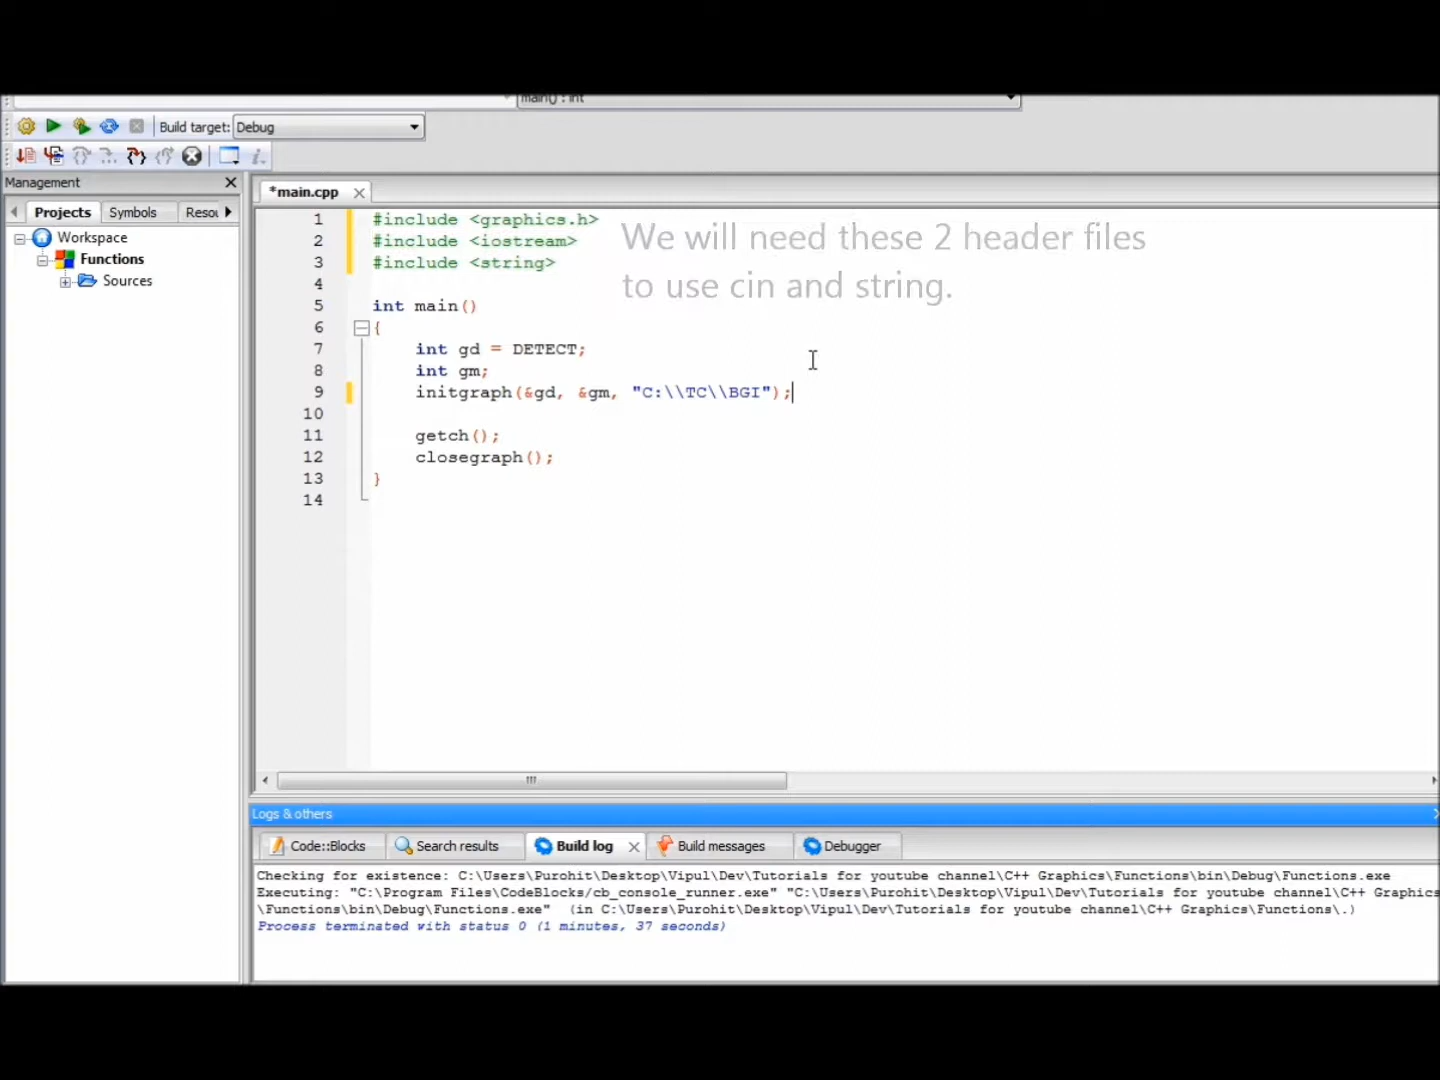 main() : int
Build target: Debug
Management
*main.cpp
Projects Symbols Resou
Workspace
Functions
Sources
1 #include <graphics.h>
2 #include <iostream>
3 #include <string>
4
5 int main()
6 {
7 int gd = DETECT;
8 int gm;
9 initgraph(&gd, &gm, "C:\\TC\\BGI");
10
11 getch();
12 closegraph();
13 }
14
We will need these 2 header files
to use cin and string.
Logs & others
Code::Blocks Search results Build log Build messages Debugger
Checking for existence: C:\Users\Purohit\Desktop\Vipul\Dev\Tutorials for youtube channel\C++ Graphics\Functions\bin\Debug\Functions.exe
Executing: "C:\Program Files\CodeBlocks/cb_console_runner.exe" "C:\Users\Purohit\Desktop\Vipul\Dev\Tutorials for youtube channel\C++ Graphics
\Functions\bin\Debug\Functions.exe" (in C:\Users\Purohit\Desktop\Vipul\Dev\Tutorials for youtube channel\C++ Graphics\Functions\.)
Process terminated with status 0 (1 minutes, 37 seconds)